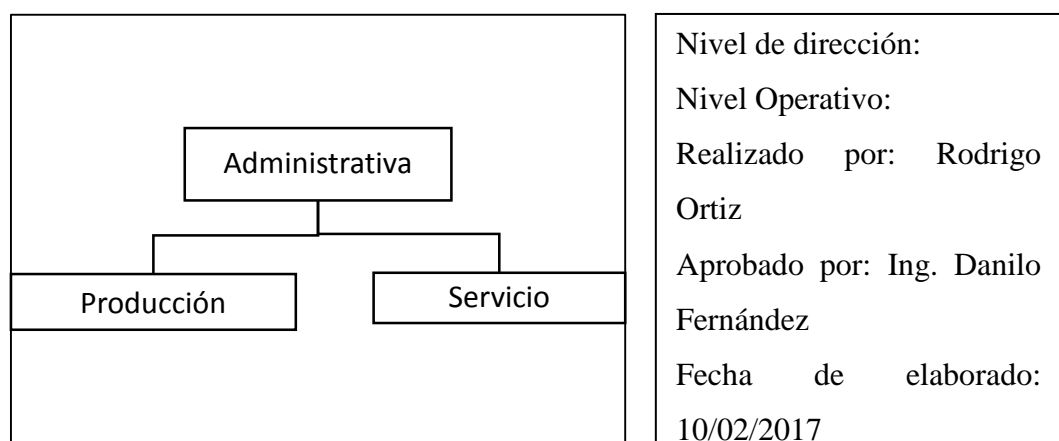 Administrativa
Producción
Servicio
Nivel de dirección:
Nivel Operativo:
Realizado por: Rodrigo
Ortiz
Aprobado por: Ing. Danilo
Fernández
Fecha de elaborado:
10/02/2017